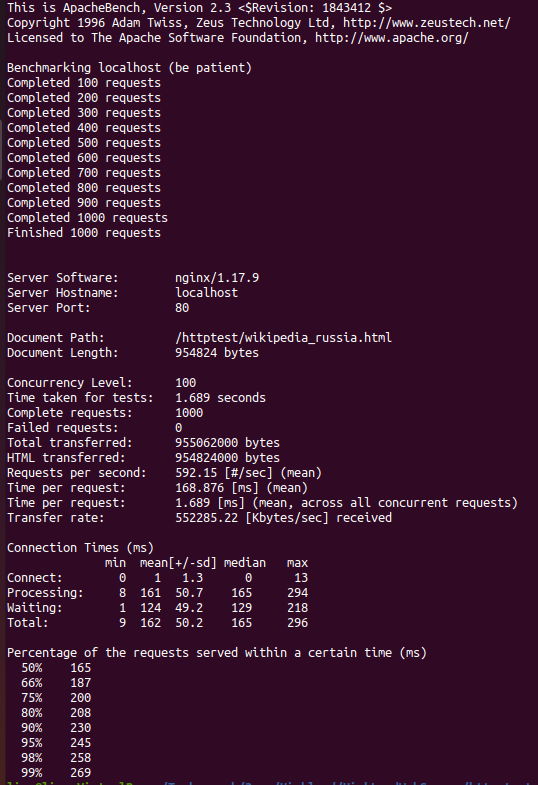 This is ApacheBench, Version 2.3 <$Revision: 1843412 $>
Copyright 1996 Adam Twiss, Zeus Technology Ltd, http://www.zeustech.net/
Licensed to The Apache Software Foundation, http://www.apache.org/
Benchmarking localhost (be patient)
Completed 100 requests
Completed 200 requests
Completed 300 requests
Completed 400 requests
Completed 500 requests
Completed 600 requests
Completed 700 requests
Completed 800 requests
Completed 900 requests
Completed 1000 requests
Finished 1000 requests
Server Software:        nginx/1.17.9
Server Hostname:        localhost
Server Port:            80
Document Path:          /httptest/wikipedia_russia.html
Document Length:        954824 bytes
Concurrency Level:      100
Time taken for tests:   1.689 seconds
Complete requests:      1000
Failed requests:        0
Total transferred:      955062000 bytes
HTML transferred:       954824000 bytes
Requests per second:    592.15 [#/sec] (mean)
Time per request:       168.876 [ms] (mean)
Time per request:       1.689 [ms] (mean, across all concurrent requests)
Transfer rate:          552285.22 [Kbytes/sec] received
Connection Times (ms)
              min  mean[+/-sd] median   max
Connect:        0    1   1.3      0      13
Processing:     8  161  50.7    165     294
Waiting:        1  124  49.2    129     218
Total:          9  162  50.2    165     296
Percentage of the requests served within a certain time (ms)
  50%    165
  66%    187
  75%    200
  80%    208
  90%    230
  95%    245
  98%    258
  99%    269